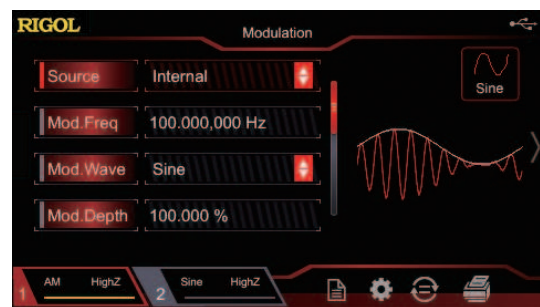 RIGOL
Modulation
Source Internal
Sine
Mod.Freq 100.000,000 Hz
Mod.Wave Sine
Mod.Depth 100.000 %
1 AM HighZ
2 Sine HighZ